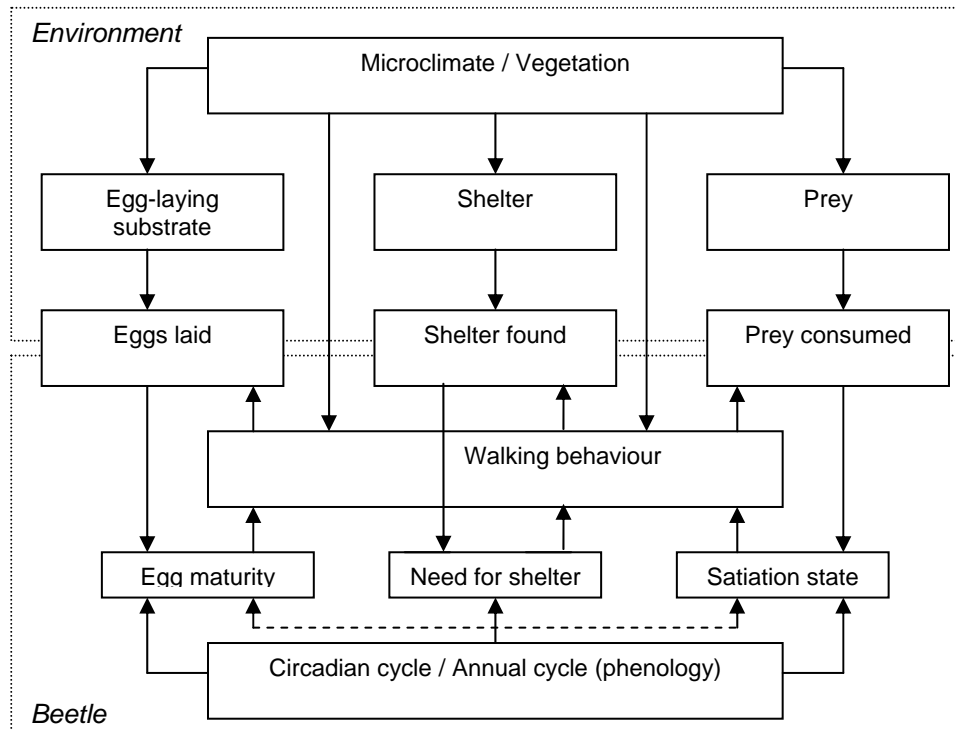 Environment
Microclimate / Vegetation
Egg-laying
substrate
Shelter
Prey
Eggs laid
Shelter found
Prey consumed
Walking behaviour
Egg maturity
Need for shelter
Satiation state
Circadian cycle / Annual cycle (phenology)
Beetle